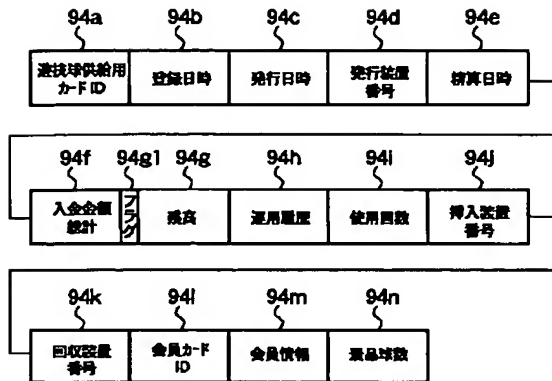 94a 94b 94c 94d 94e
遊技球供給用
カード ID
登録日時
発行日時
発行装置
番号
精算日時
94f 94g1 94g 94h 94i 94j
入金金額
総計
フラグ
残高
運用履歴
使用回数
挿入装置
番号
94k 94l 94m 94n
回収装置
番号
会員カード
ID
会員情報
景品球数